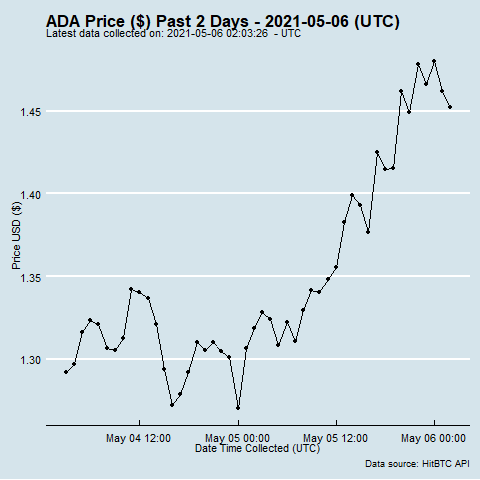 ADA Price ($) Past 2 Days - 2021-05-06 (UTC)
Latest data collected on: 2021-05-06 02:03:26 - UTC
Price USD ($)
1.45
1.40
1.35
1.30
May 04 12:00 May 05 00:00 May 05 12:00 May 06 00:00
Date Time Collected (UTC)
Data source: HitBTC API